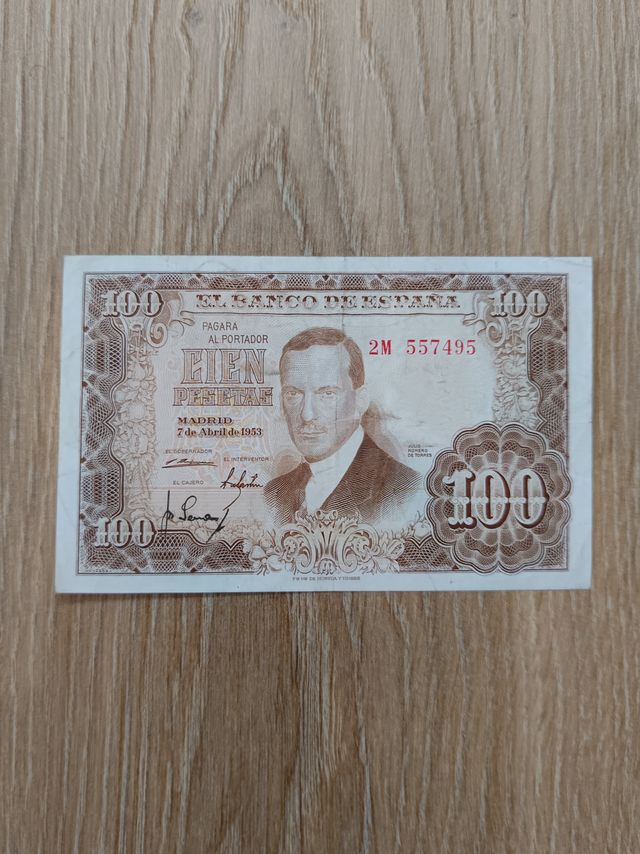 100 EL BANCO DE ESPAÑA 100
PAGARA
AL PORTADOR
2M 557495
CIEN
PESETAS
MADRID
7 de Abril de 1953
JULIO
ROMERO
DE TORRES
EL GOBERNADOR
EL INTERVENTOR
EL CAJERO
100
100